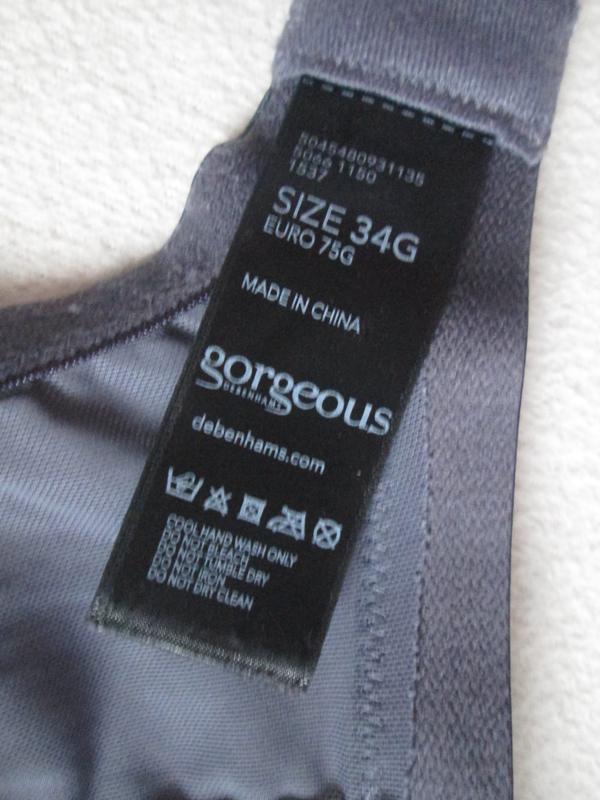 5045480931135
5066 1150
1537
SIZE 34G
EURO 75G
MADE IN CHINA
gorgeous
DEBENHAMS
debenhams.com
COOL HAND WASH ONLY
DO NOT BLEACH
DO NOT TUMBLE DRY
DO NOT IRON
DO NOT DRY CLEAN